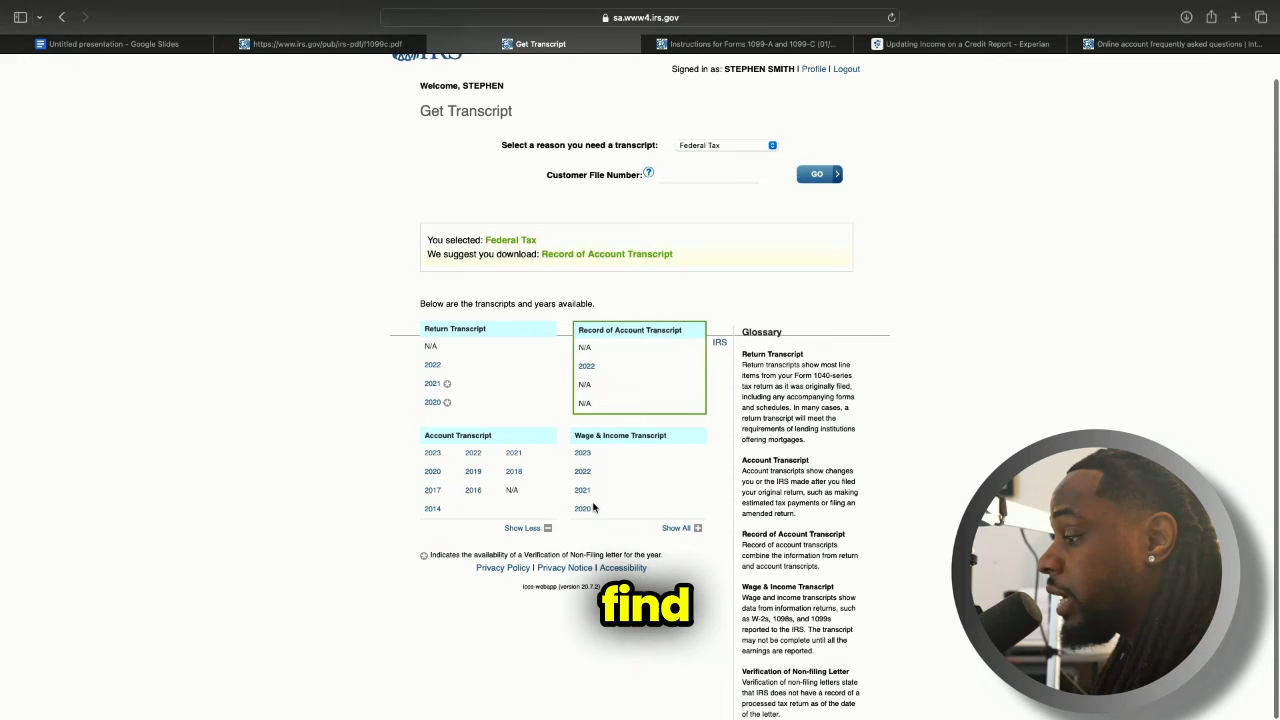 sa.www4.irs.gov
Untitled presentation - Google Slides
https://www.irs.gov/pub/irs-pdf/f1099c.pdf
Get Transcript
Instructions for Forms 1099-A and 1099-C (01/...
Updating Income on a Credit Report - Experian
Online account frequently asked questions | Int...
IRS
Signed in as: STEPHEN SMITH | Profile | Logout
Welcome, STEPHEN
Get Transcript
Select a reason you need a transcript: Federal Tax
Customer File Number: ?
GO
You selected: Federal Tax
We suggest you download: Record of Account Transcript
Below are the transcripts and years available.
Return Transcript
N/A
2022
2021
2020
Record of Account Transcript
N/A
2022
N/A
N/A
IRS
Account Transcript
2023 2022 2021
2020 2019 2018
2017 2016 N/A
2014
Show Less
Wage & Income Transcript
2023
2022
2021
2020
Show All
Indicates the availability of a Verification of Non-Filing letter for the year.
Privacy Policy | Privacy Notice | Accessibility
find
Glossary
Return Transcript
Return transcripts show most line
items from your Form 1040-series
tax return as it was originally filed,
including any accompanying forms
and schedules. In many cases, a
return transcript will meet the
requirements of lending institutions
offering mortgages.
Account Transcript
Account transcripts show changes
you or the IRS made after you filed
your original return, such as making
estimated tax payments or filing an
amended return.
Record of Account Transcript
Record of account transcripts
combine the information from return
and account transcripts.
Wage & Income Transcript
Wage and income transcripts show
data from information returns, such
as W-2s, 1098s, and 1099s
reported to the IRS. The transcript
may not be complete until all the
earnings are reported.
Verification of Non-filing Letter
Verification of non-filing letters state
that IRS does not have a record of a
processed tax return as of the date
of the letter.